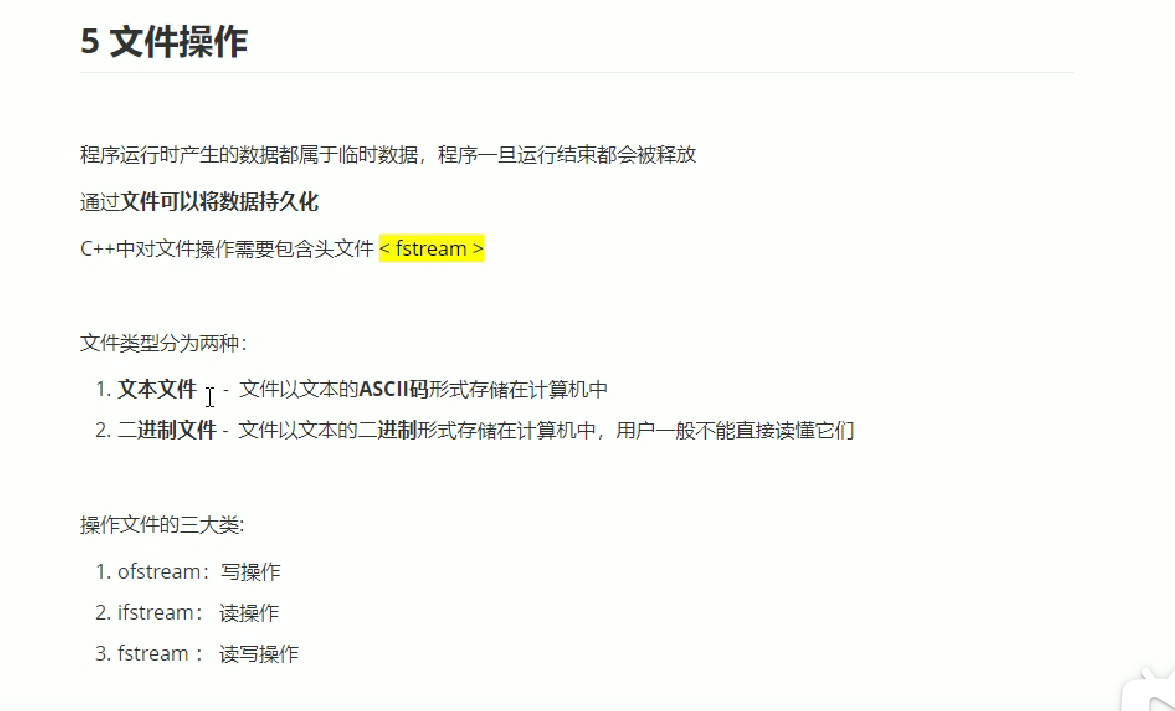 5 文件操作
程序运行时产生的数据都属于临时数据，程序一旦运行结束都会被释放
通过文件可以将数据持久化
C++中对文件操作需要包含头文件 < fstream >
文件类型分为两种：
1. 文本文件 - 文件以文本的ASCII码形式存储在计算机中
2. 二进制文件 - 文件以文本的二进制形式存储在计算机中，用户一般不能直接读懂它们
操作文件的三大类:
1. ofstream：写操作
2. ifstream： 读操作
3. fstream ： 读写操作